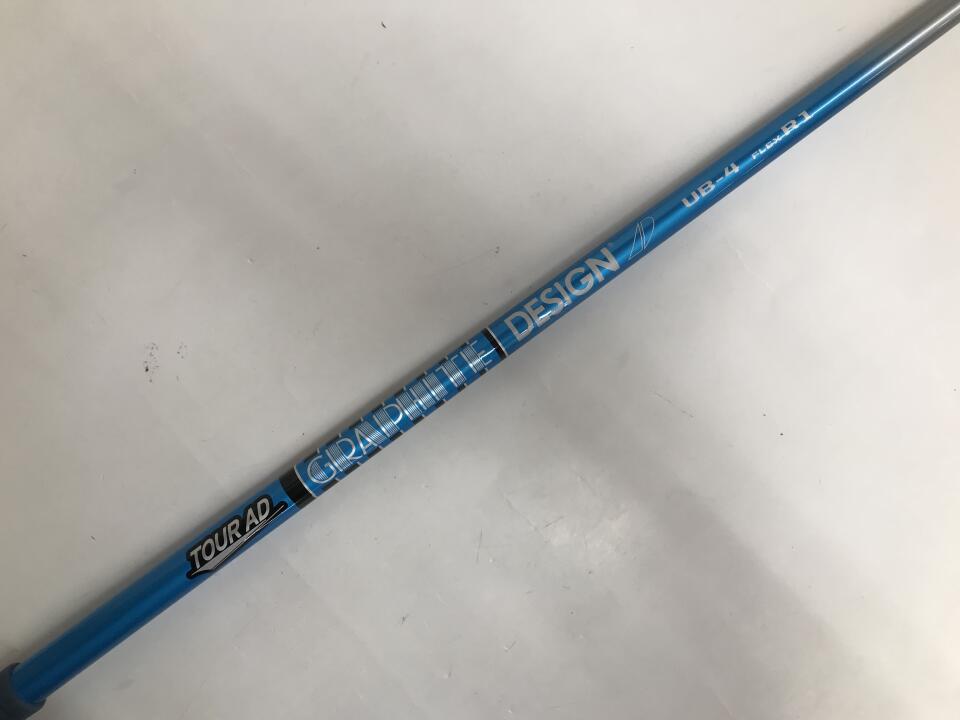 TOUR AD
GRAPHITE DESIGN
UB-4 FLEX R1